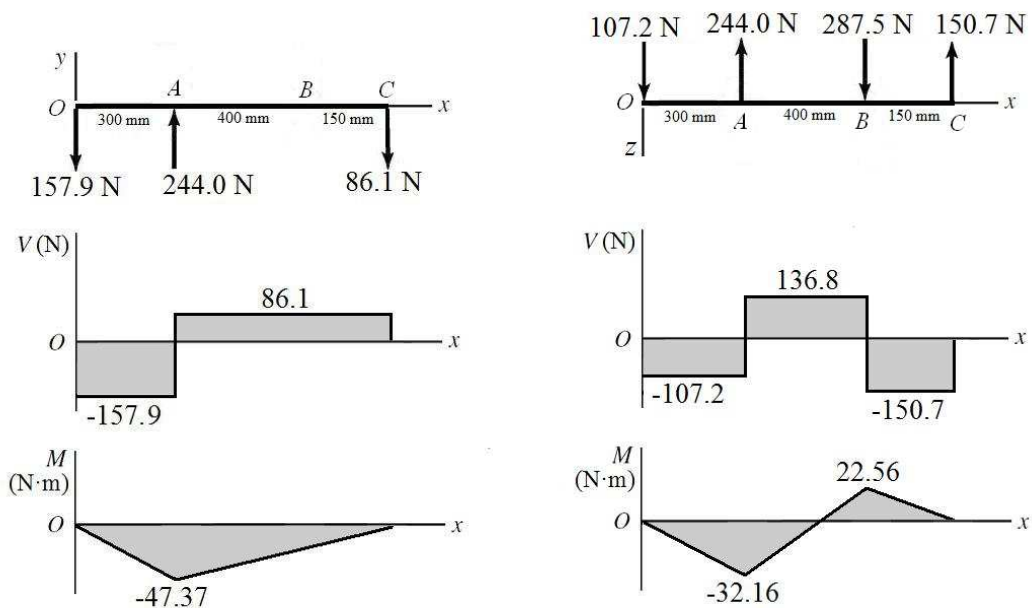 y
A
B
C
O
x
300 mm
400 mm
150 mm
157.9 N
244.0 N
86.1 N
V (N)
86.1
O
x
-157.9
M
(N·m)
O
x
-47.37
107.2 N
244.0 N
287.5 N
150.7 N
O
x
300 mm
400 mm
150 mm
A
B
C
z
V (N)
136.8
O
x
-107.2
-150.7
M
(N·m)
22.56
O
x
-32.16